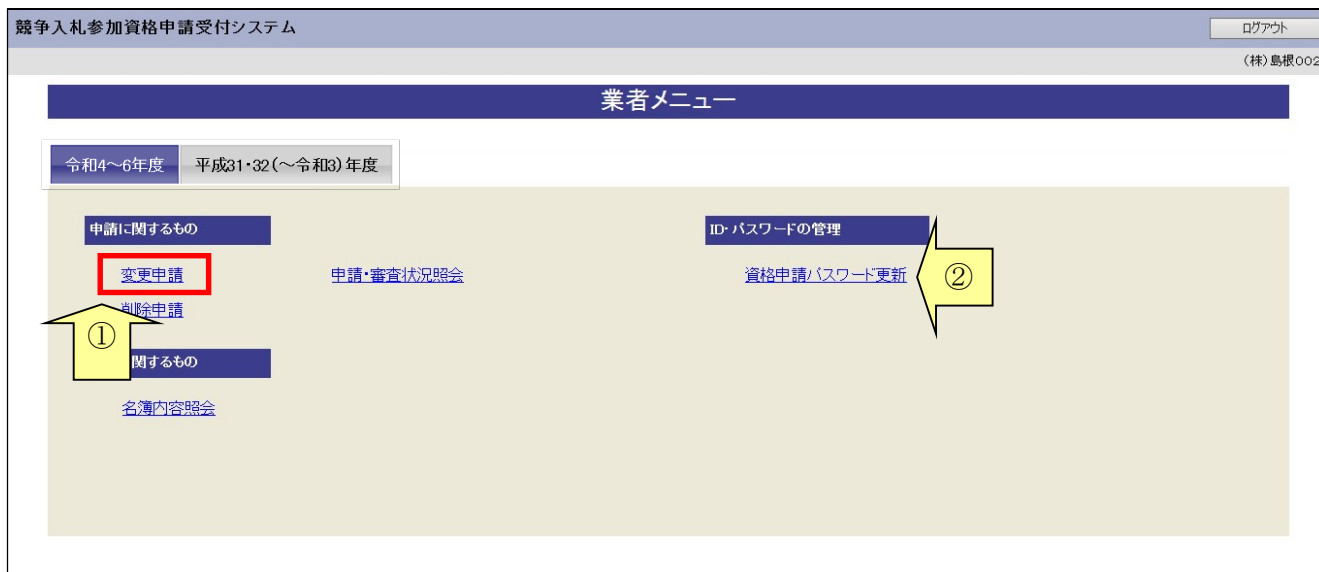 競争入札参加資格申請受付システム
ログアウト
(株)島根002
業者メニュー
令和4～6年度
平成31・32(～令和3)年度
申請に関するもの
ID・パスワードの管理
変更申請
申請・審査状況照会
資格申請パスワード更新
②
削除申請
①
関するもの
名簿内容照会